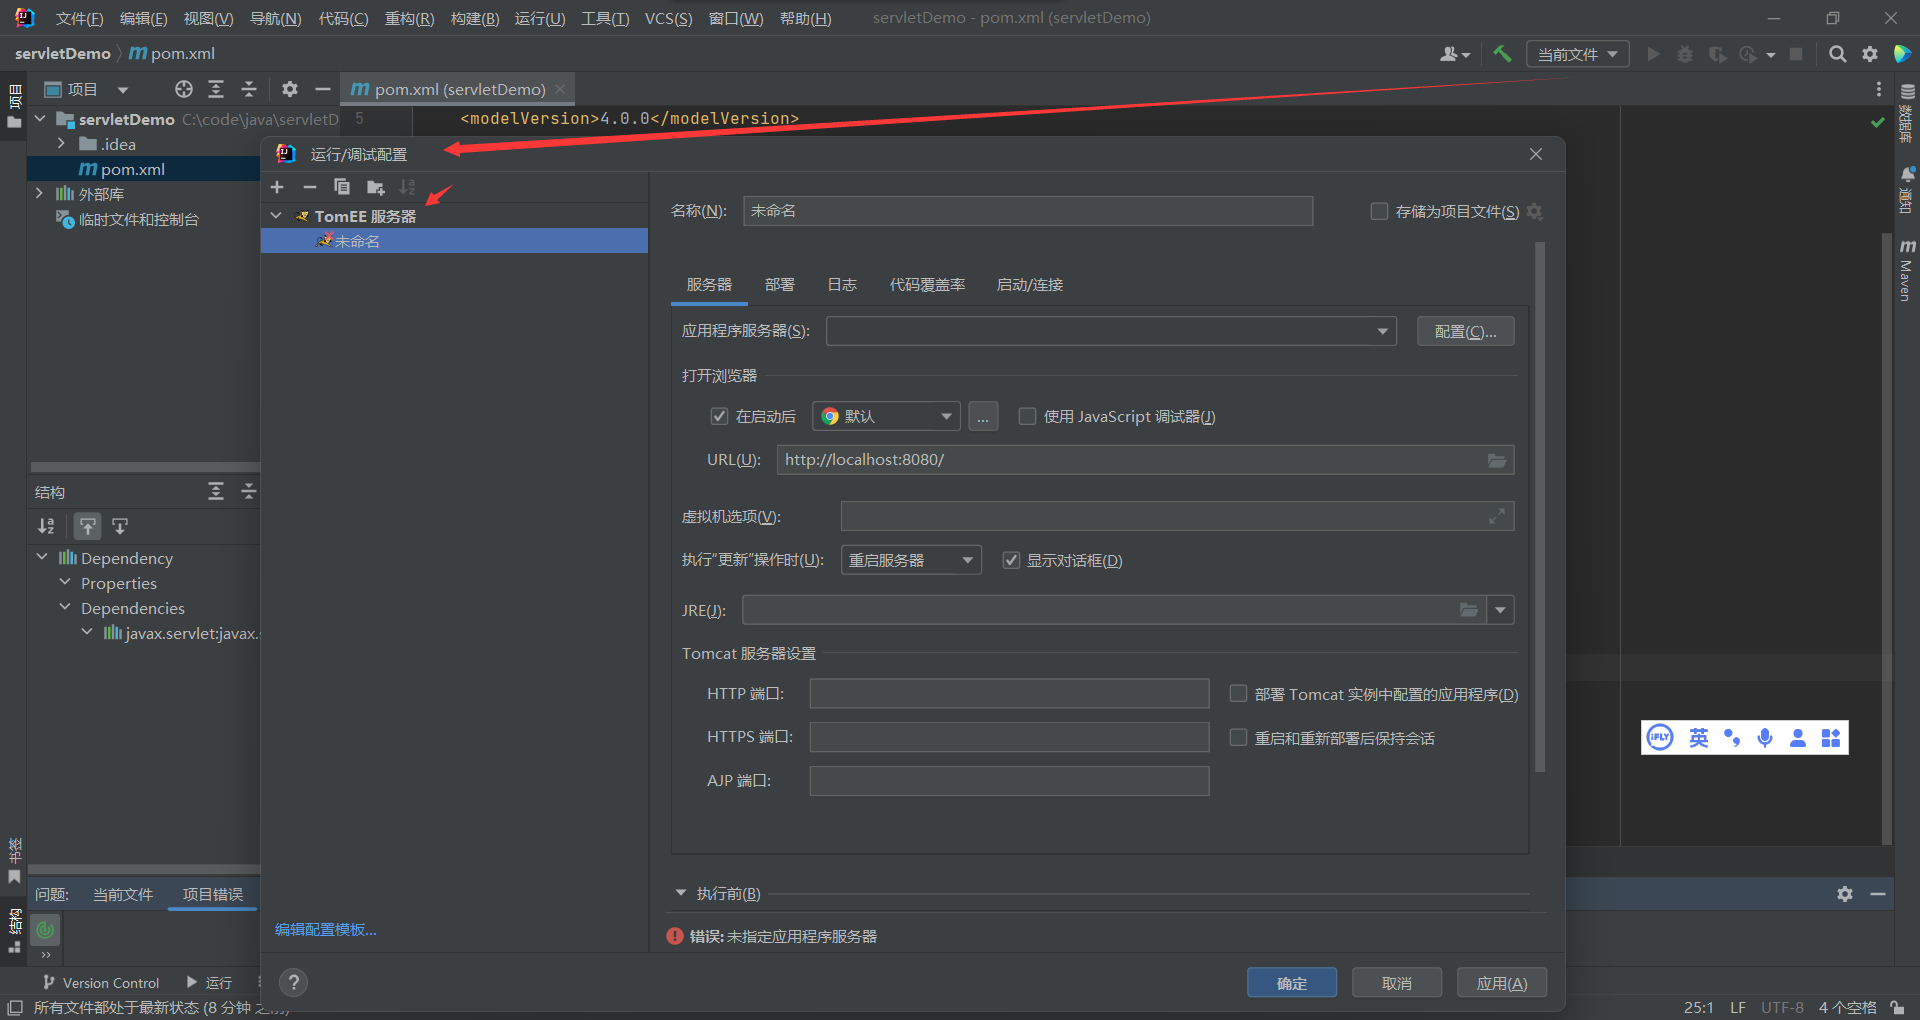 文件(F) 编辑(E) 视图(V) 导航(N) 代码(C) 重构(R) 构建(B) 运行(U) 工具(T) VCS(S) 窗口(W) 帮助(H) servletDemo - pom.xml (servletDemo)
servletDemo pom.xml 当前文件
项目 pom.xml (servletDemo)
servletDemo C:\code\java\servletD
5 <modelVersion>4.0.0</modelVersion>
.idea
pom.xml
外部库
临时文件和控制台
项目
数据库
通知
Maven
运行/调试配置
TomEE 服务器
未命名
名称(N): 未命名 存储为项目文件(S)
服务器 部署 日志 代码覆盖率 启动/连接
应用程序服务器(S): 配置(C)...
打开浏览器
在启动后 默认 ... 使用 JavaScript 调试器(J)
URL(U): http://localhost:8080/
虚拟机选项(V):
执行“更新”操作时(U): 重启服务器 显示对话框(D)
JRE(J):
Tomcat 服务器设置
HTTP 端口: 部署 Tomcat 实例中配置的应用程序(D)
HTTPS 端口: 重启和重新部署后保持会话
AJP 端口:
执行前(B)
错误: 未指定应用程序服务器
编辑配置模板...
? 确定 取消 应用(A)
结构
Dependency
Properties
Dependencies
javax.servlet:javax.
iFLY 英
书签
结构
问题: 当前文件 项目错误
Version Control 运行
所有文件都处于最新状态 (8 分钟 之前)
25:1 LF UTF-8 4 个空格